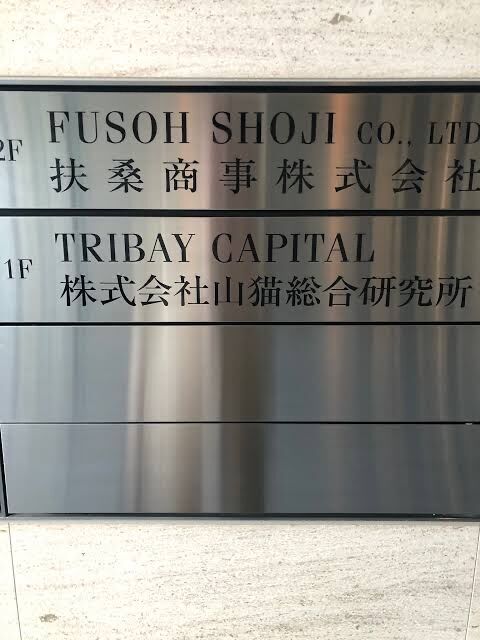 2F FUSOH SHOJI CO., LTD
扶桑商事株式会社
1F TRIBAY CAPITAL
株式会社山猫総合研究所